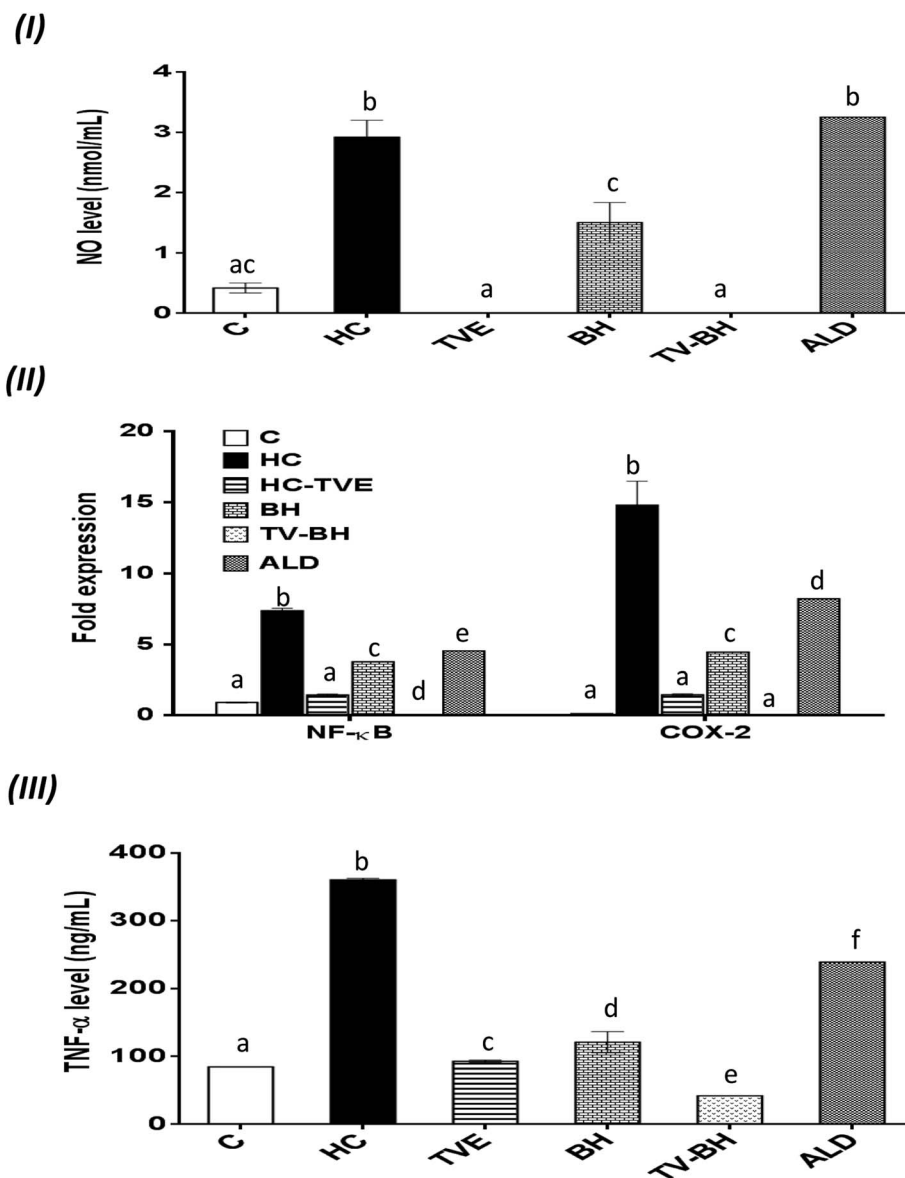 (I)
NO level (nmol/mL)
4
3
2
1
0
ac
b
a
c
a
b
C
HC
TVE
BH
TV-BH
ALD
(II)
Fold expression
20
15
10
5
0
C
HC
HC-TVE
BH
TV-BH
ALD
a
b
a
c
d
e
a
b
a
c
a
d
NF-κB
COX-2
(III)
TNF-α level (ng/mL)
400
300
200
100
0
a
b
c
d
e
f
C
HC
TVE
BH
TV-BH
ALD